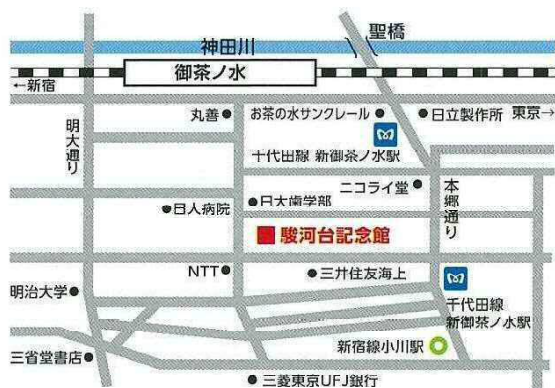 聖橋
神田川
御茶ノ水
←新宿
丸善
お茶の水サンクレール
日立製作所
東京→
明大通り
千代田線 新御茶ノ水駅
ニコライ堂
本郷通り
日大病院
日大歯学部
駿河台記念館
NTT
三井住友海上
明治大学
千代田線
新御茶ノ水駅
新宿線小川駅
三省堂書店
三菱東京UFJ銀行